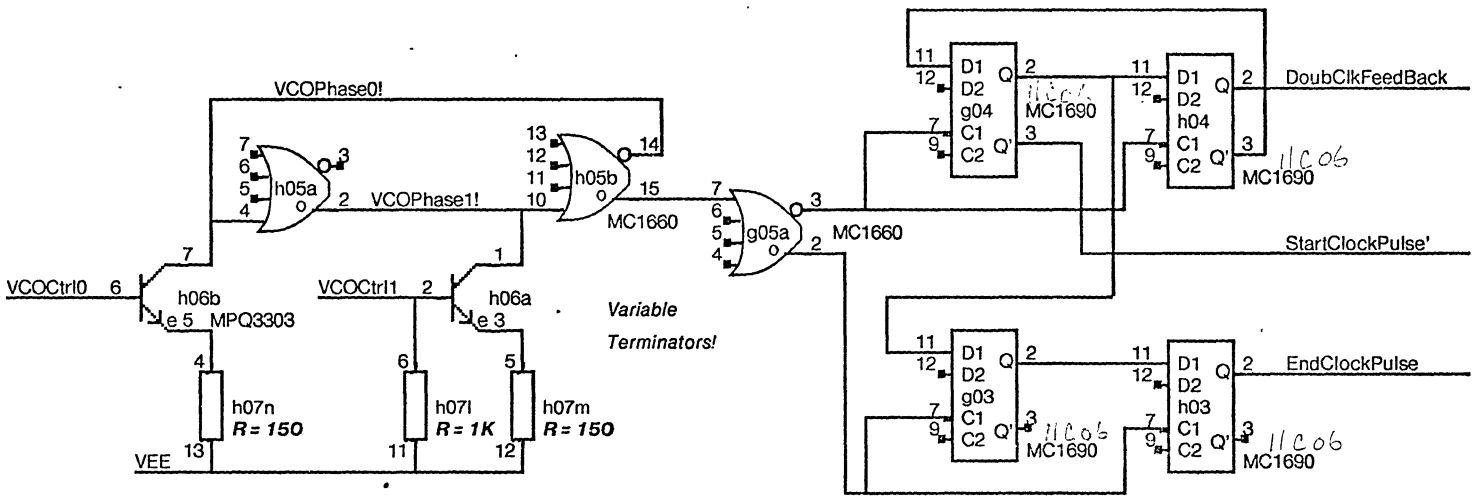 VCOPhase0!
7
6
5
4
h05a
3
2
VCOPhase1!
13
12
11
10
h05b
14
15
MC1660
7
6
5
4
g05a
3
2
MC1660
11
12
7
9
D1
D2
g04
C1
C2
Q
Q'
2
3
11C06
MC1690
11
12
7
9
D1
D2
h04
C1
C2
Q
Q'
2
3
11C06
MC1690
DoubClkFeedBack
StartClockPulse'
VCOCtrl0
6
7
h06b
e 5
MPQ3303
VCOCtrl1
2
1
h06a
e 3
Variable
Terminators!
4
h07n
R = 150
13
6
h07l
R = 1K
11
5
h07m
R = 150
12
VEE
11
12
7
9
D1
D2
g03
C1
C2
Q
Q'
2
3
11C06
MC1690
11
12
7
9
D1
D2
h03
C1
C2
Q
Q'
2
3
11C06
MC1690
EndClockPulse